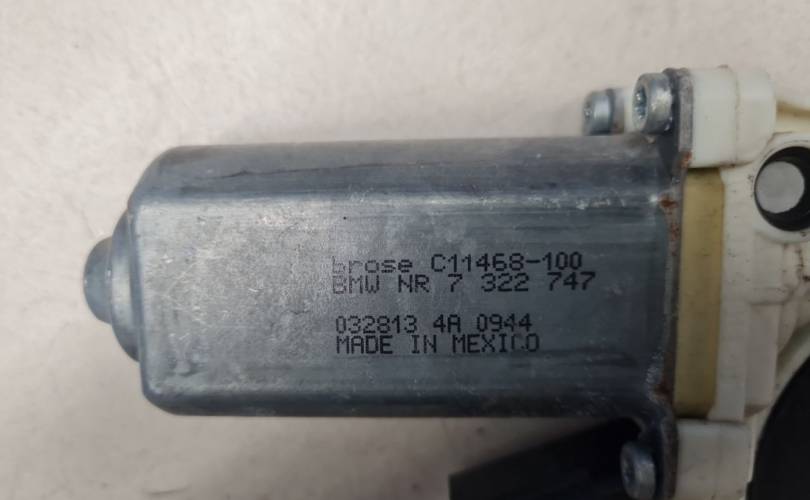 brose C11468-100
BMW NR 7 322 747
032813 4A 0944
MADE IN MEXICO